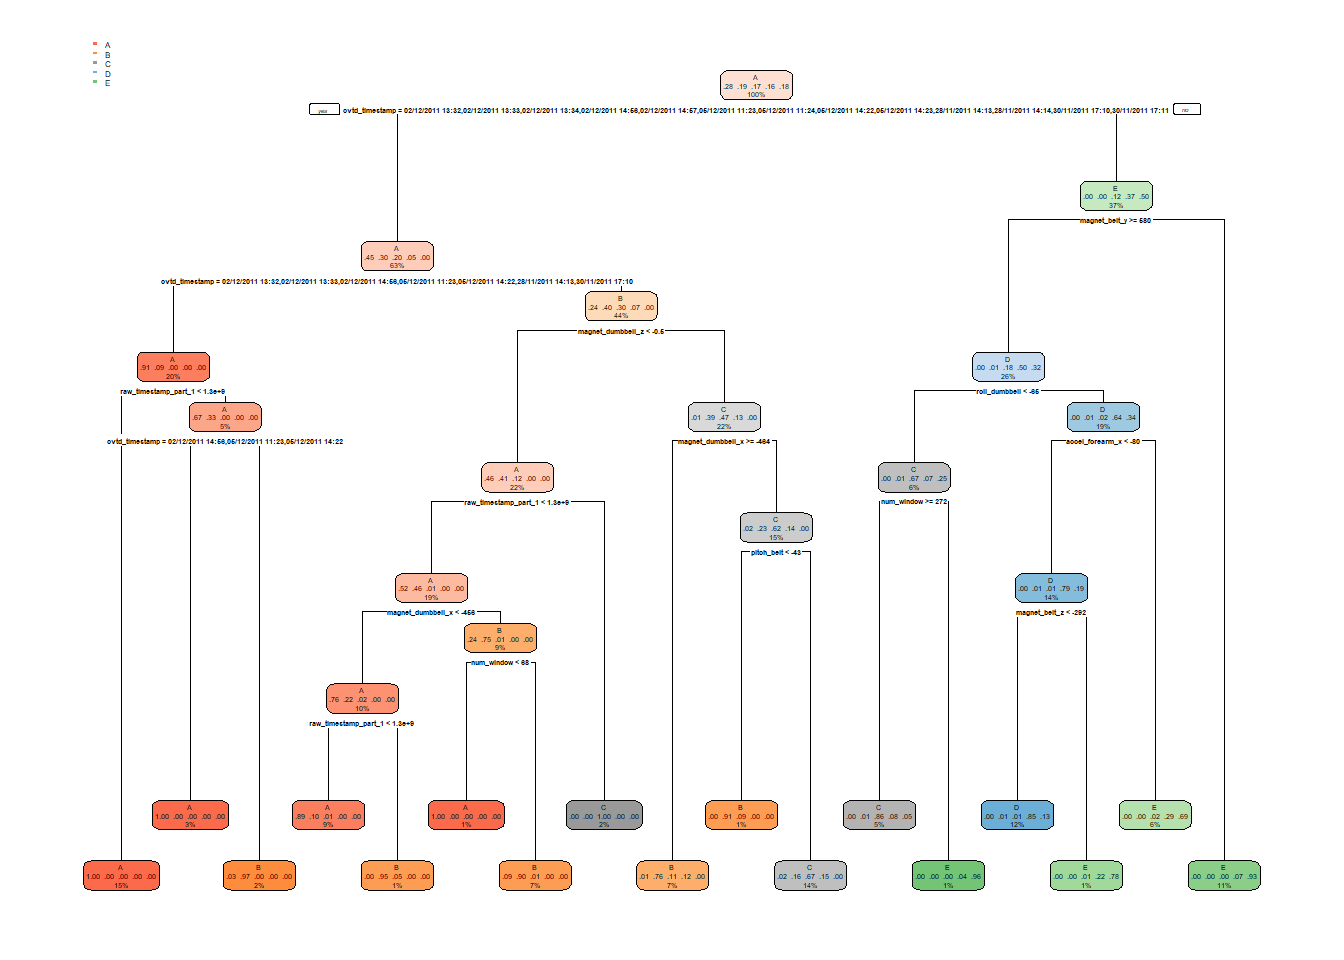 A
B
C
D
E
A
.28 .19 .17 .16 .18
100%
yes
cvtd_timestamp = 02/12/2011 13:32,02/12/2011 13:33,02/12/2011 13:34,02/12/2011 14:56,02/12/2011 14:57,05/12/2011 11:23,05/12/2011 11:24,05/12/2011 14:22,05/12/2011 14:23,28/11/2011 14:13,28/11/2011 14:14,30/11/2011 17:10,30/11/2011 17:11
no
E
.00 .00 .12 .37 .50
37%
magnet_belt_y >= 580
A
.45 .30 .20 .05 .00
63%
cvtd_timestamp = 02/12/2011 13:32,02/12/2011 13:33,02/12/2011 14:56,05/12/2011 11:23,05/12/2011 14:22,28/11/2011 14:13,30/11/2011 17:10
B
.24 .40 .30 .07 .00
44%
magnet_dumbbell_z < -0.5
A
.91 .09 .00 .00 .00
20%
raw_timestamp_part_1 < 1.3e+9
D
.00 .01 .18 .50 .32
26%
roll_dumbbell < -65
A
.67 .33 .00 .00 .00
5%
cvtd_timestamp = 02/12/2011 14:56,05/12/2011 11:23,05/12/2011 14:22
C
.01 .39 .47 .13 .00
22%
magnet_dumbbell_x >= -464
D
.00 .01 .02 .64 .34
19%
accel_forearm_x < -80
A
.46 .41 .12 .00 .00
22%
raw_timestamp_part_1 < 1.3e+9
C
.00 .01 .67 .07 .25
6%
num_window >= 272
C
.02 .23 .62 .14 .00
15%
pitch_belt < -43
A
.52 .46 .01 .00 .00
19%
magnet_dumbbell_x < -456
D
.00 .01 .01 .79 .19
14%
magnet_belt_z < -292
B
.24 .75 .01 .00 .00
9%
num_window < 68
A
.76 .22 .02 .00 .00
10%
raw_timestamp_part_1 < 1.3e+9
A
1.00 .00 .00 .00 .00
3%
A
.89 .10 .01 .00 .00
9%
A
1.00 .00 .00 .00 .00
1%
C
.00 .00 1.00 .00 .00
2%
B
.00 .91 .09 .00 .00
1%
C
.00 .01 .86 .08 .05
5%
D
.00 .01 .01 .85 .13
12%
E
.00 .00 .02 .29 .69
6%
A
1.00 .00 .00 .00 .00
15%
B
.03 .97 .00 .00 .00
2%
B
.00 .95 .05 .00 .00
1%
B
.09 .90 .01 .00 .00
7%
B
.01 .76 .11 .12 .00
7%
C
.02 .16 .67 .15 .00
14%
E
.00 .00 .00 .04 .96
1%
E
.00 .00 .01 .22 .78
1%
E
.00 .00 .00 .07 .93
11%